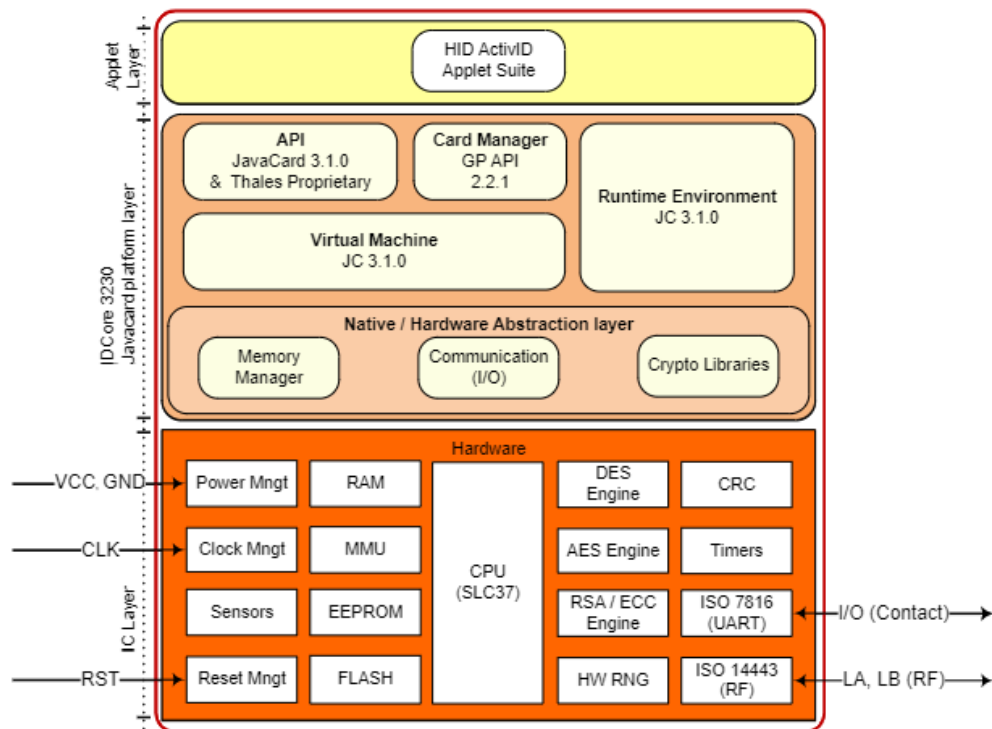 Applet
Layer
HID ActivID
Applet Suite
IDCore 3230
Javacard platform layer
API
JavaCard 3.1.0
& Thales Proprietary
Card Manager
GP API
2.2.1
Runtime Environment
JC 3.1.0
Virtual Machine
JC 3.1.0
Native / Hardware Abstraction layer
Memory
Manager
Communication
(I/O)
Crypto Libraries
IC Layer
Hardware
VCC, GND
Power Mngt
RAM
CPU
(SLC37)
DES
Engine
CRC
CLK
Clock Mngt
MMU
AES Engine
Timers
Sensors
EEPROM
RSA / ECC
Engine
ISO 7816
(UART)
I/O (Contact)
RST
Reset Mngt
FLASH
HW RNG
ISO 14443
(RF)
LA, LB (RF)